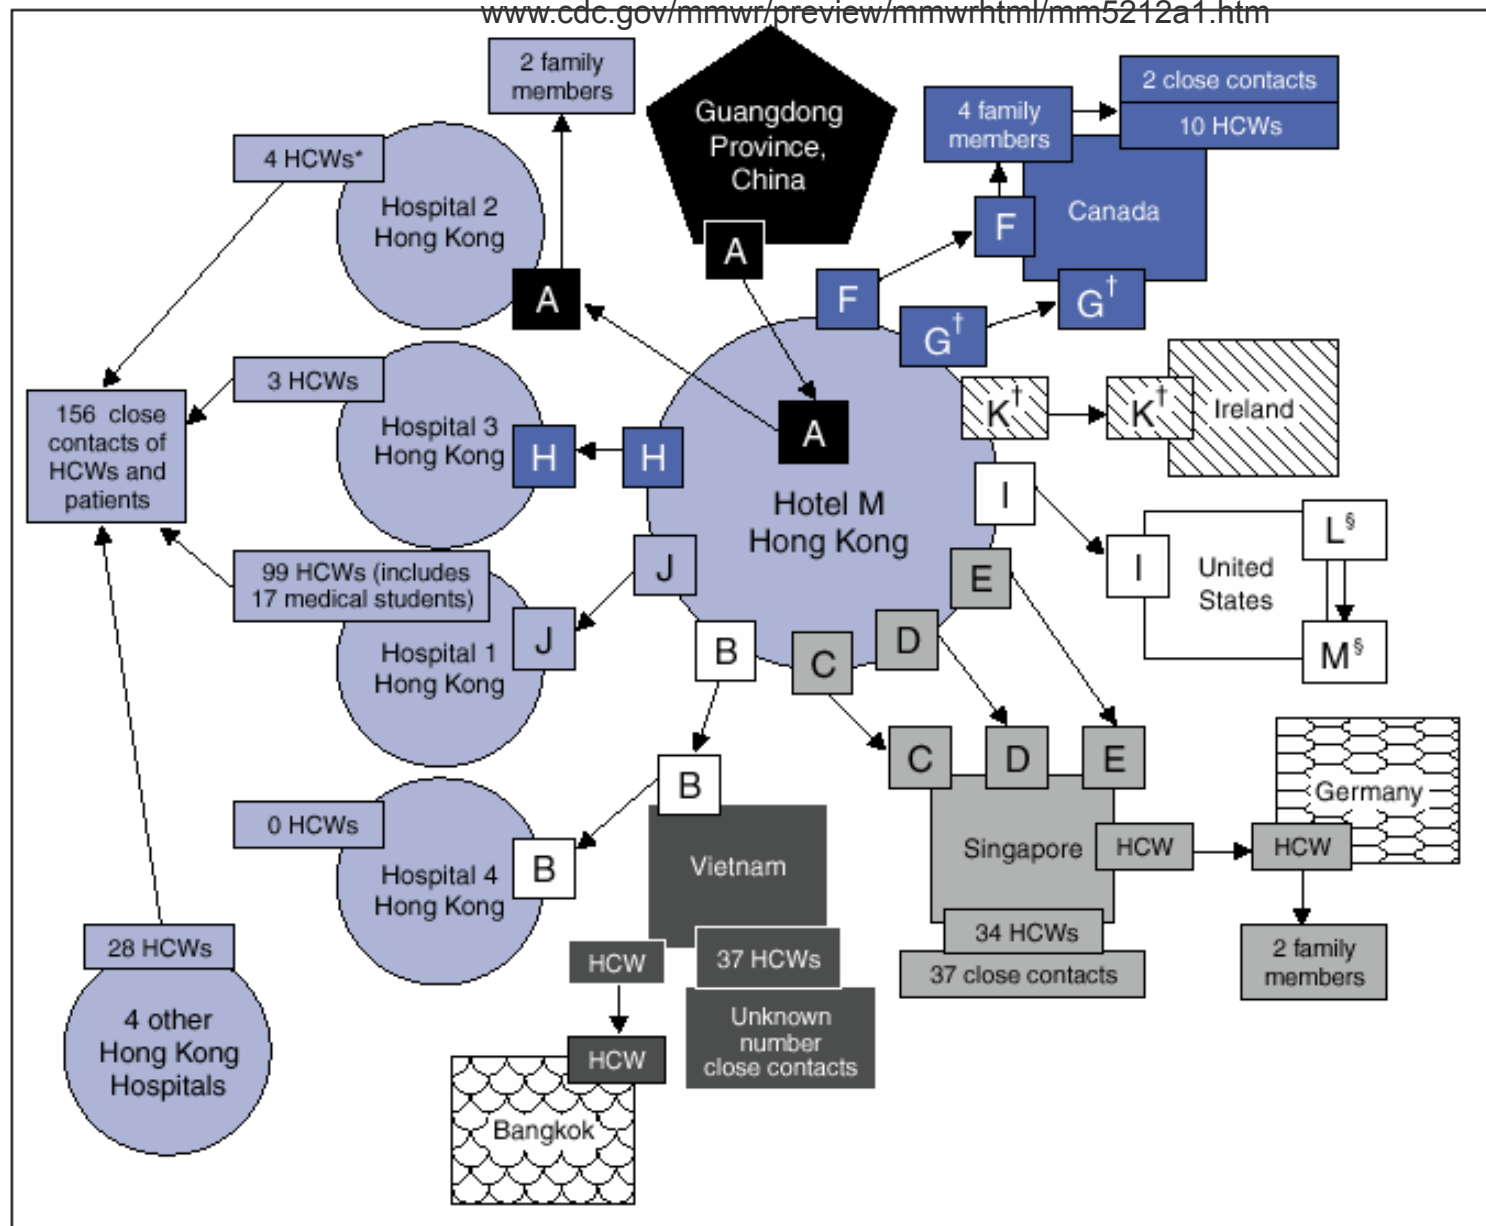 www.cdc.gov/mmwr/preview/mmwrhtml/mm5212a1.htm
2 family
members
Guangdong
Province,
China
A
4 family
members
2 close contacts
10 HCWs
4 HCWs*
Hospital 2
Hong Kong
A
F
Canada
F
G†
G†
3 HCWs
Hospital 3
Hong Kong
H
H
A
Hotel M
Hong Kong
K†
K†
Ireland
156 close
contacts of
HCWs and
patients
I
I
United
States
L§
M§
99 HCWs (includes
17 medical students)
Hospital 1
Hong Kong
J
J
B
C
D
E
B
C
D
E
0 HCWs
Hospital 4
Hong Kong
B
Vietnam
Singapore
HCW
HCW
Germany
2 family
members
34 HCWs
37 close contacts
HCW
37 HCWs
Unknown
number
close contacts
HCW
Bangkok
28 HCWs
4 other
Hong Kong
Hospitals